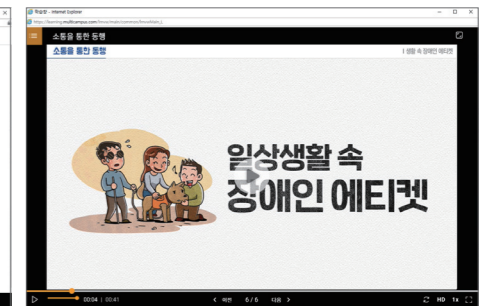 학습창 - Internet Explorer
소통을 통한 동행
소통을 통한 동행
| 생활 속 장애인 에티켓
일상생활 속
장애인 에티켓
00:04 | 00:41
< 이전 6 / 6 다음 >
HD 1x